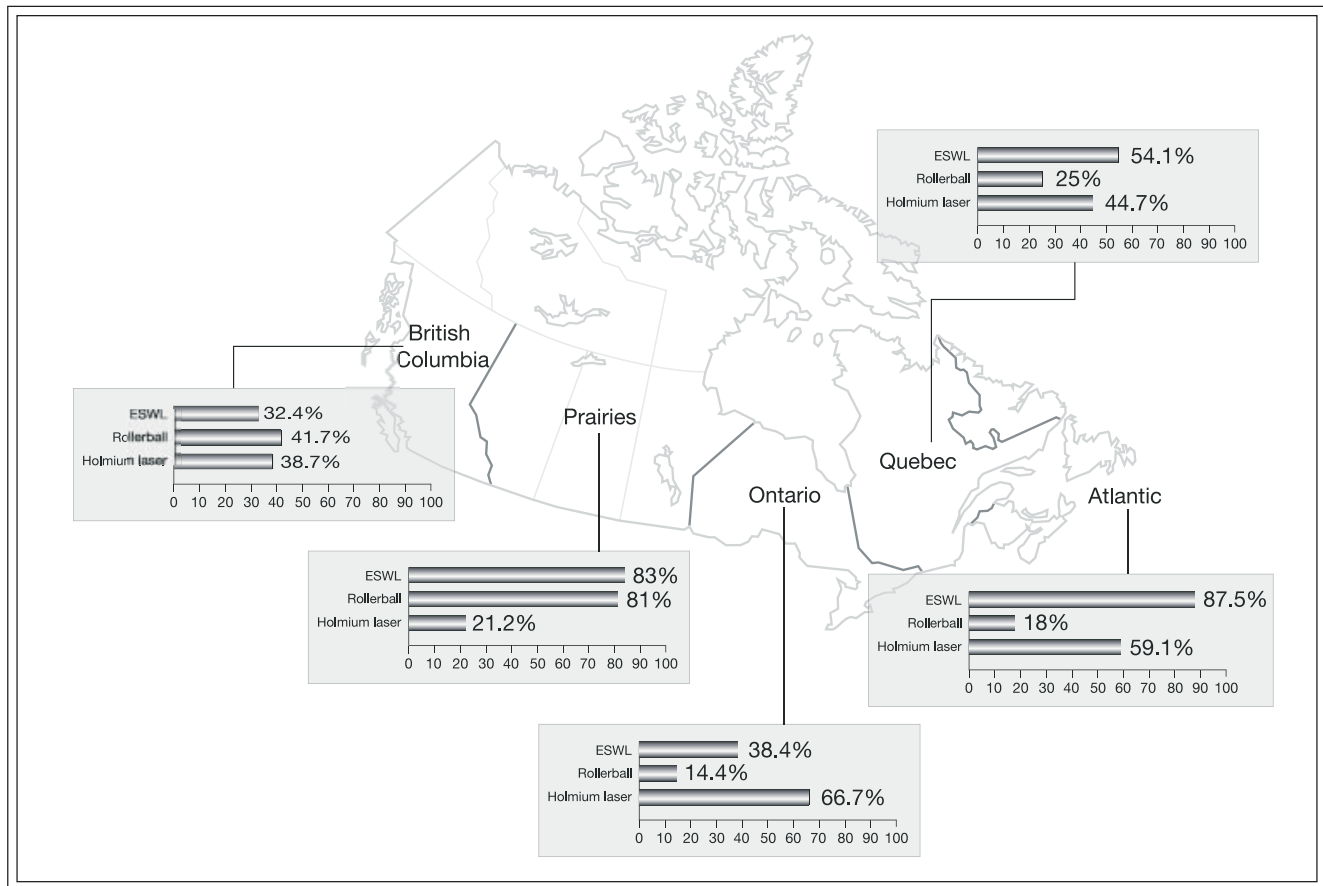 ESWL 54.1%
Rollerball 25%
Holmium laser 44.7%
0 10 20 30 40 50 60 70 80 90 100
British
Columbia
ESWL 32.4%
Rollerball 41.7%
Holmium laser 38.7%
0 10 20 30 40 50 60 70 80 90 100
Prairies
ESWL 83%
Rollerball 81%
Holmium laser 21.2%
0 10 20 30 40 50 60 70 80 90 100
Ontario
ESWL 38.4%
Rollerball 14.4%
Holmium laser 66.7%
0 10 20 30 40 50 60 70 80 90 100
Quebec
Atlantic
ESWL 87.5%
Rollerball 18%
Holmium laser 59.1%
0 10 20 30 40 50 60 70 80 90 100